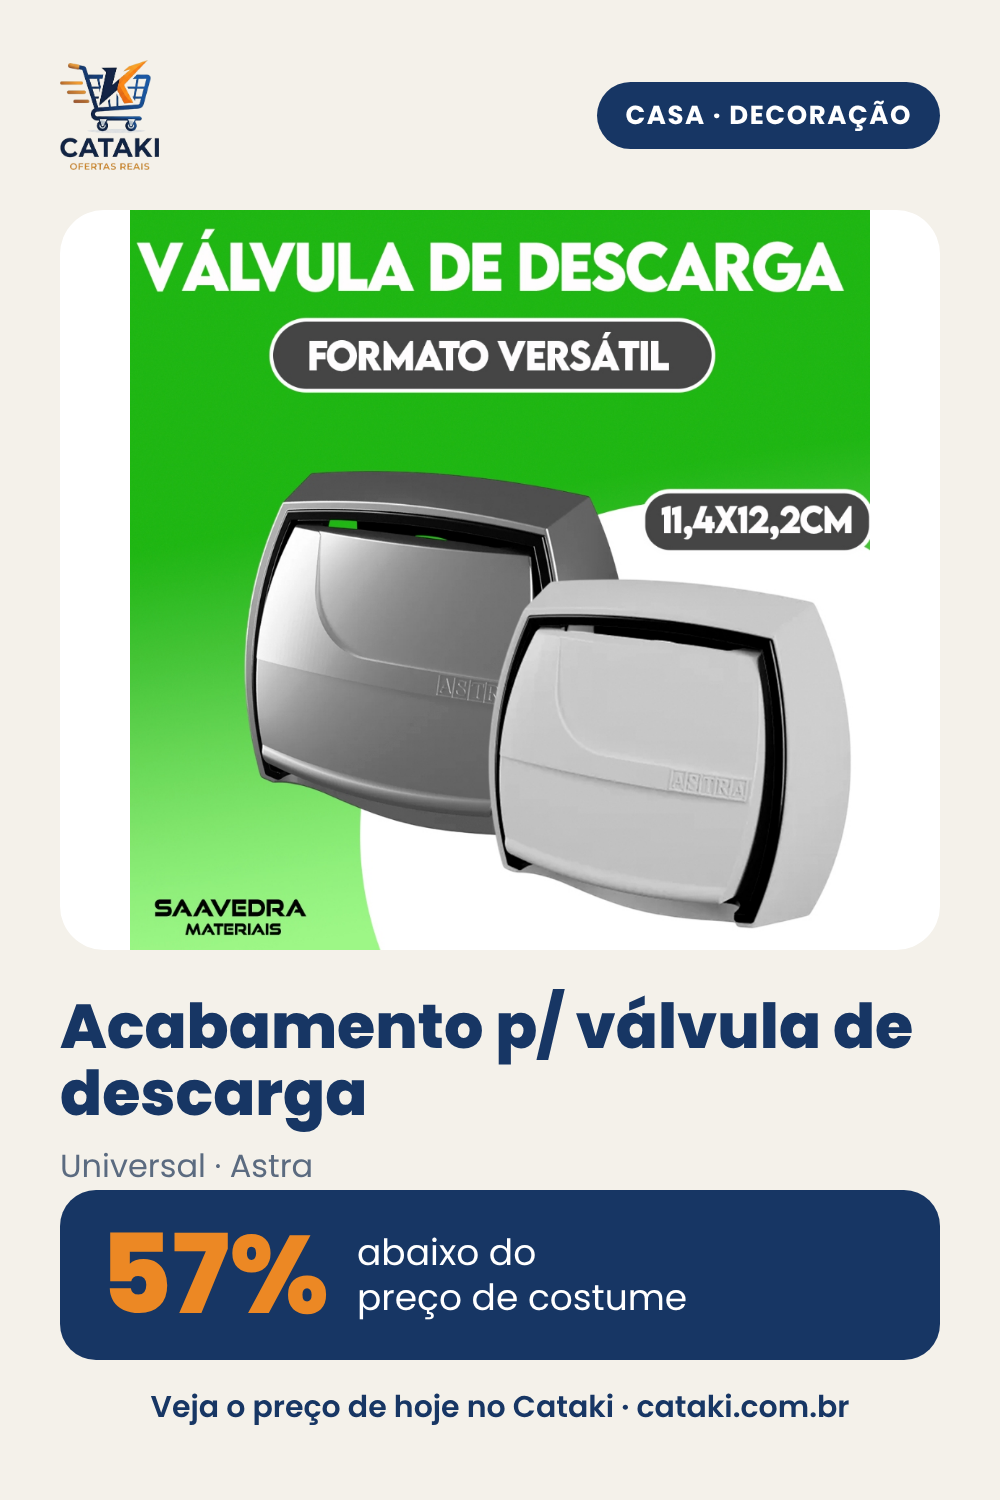 CATAKI
OFERTAS REAIS
CASA · DECORAÇÃO
VÁLVULA DE DESCARGA
FORMATO VERSÁTIL
11,4X12,2CM
ASTR
ASTRA
SAAVEDRA
MATERIAIS
Acabamento p/ válvula de
descarga
Universal · Astra
57%
abaixo do
preço de costume
Veja o preço de hoje no Cataki · cataki.com.br